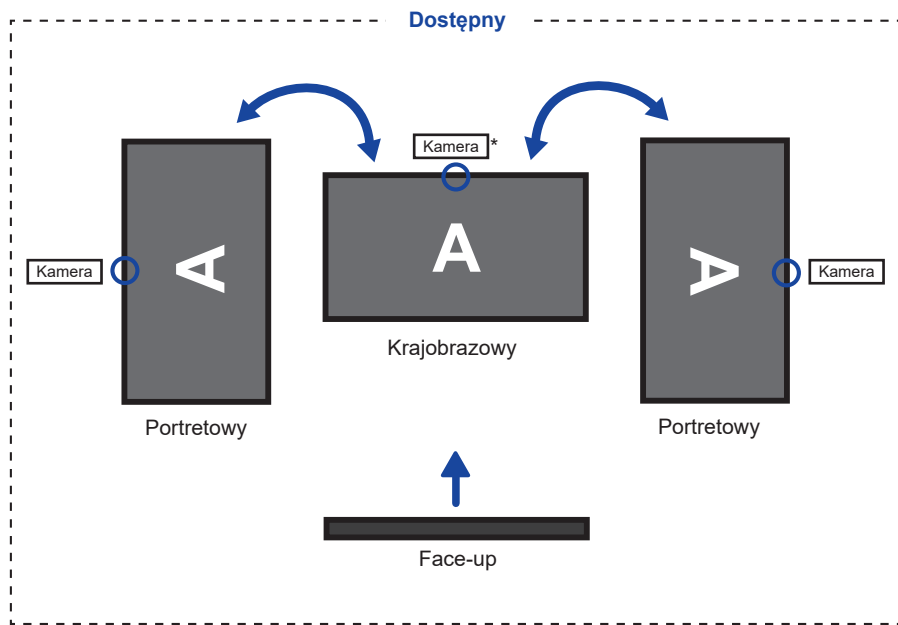 Dostępny
Kamera*
Kamera
A
A
A
Kamera
Krajobrazowy
Portretowy
Portretowy
Face-up